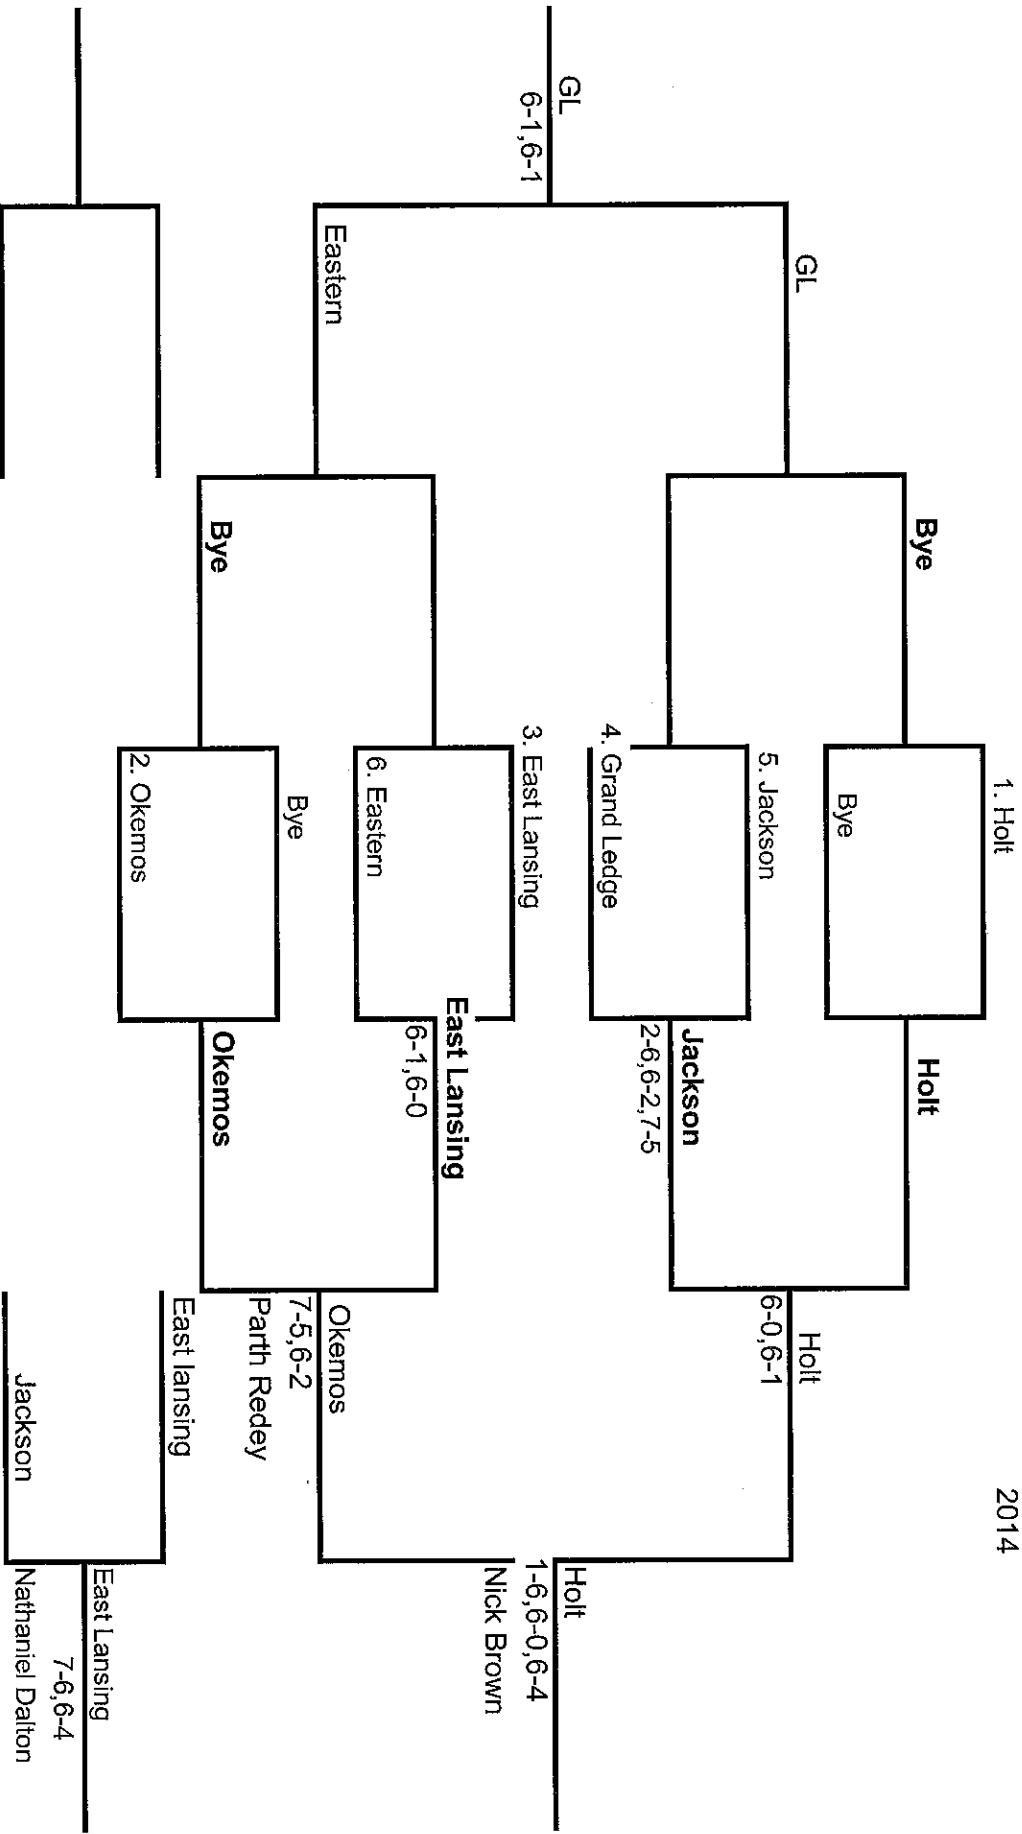 2014
1. Holt
Bye
Holt
Bye
5. Jackson
Holt
6-0,6-1
GL
Jackson
2-6,6-2,7-5
4. Grand Ledge
Holt
1-6,6-0,6-4
Nick Brown
GL
6-1,6-1
3. East Lansing
East Lansing
6-1,6-0
6. Eastern
Eastern
Okemos
7-5,6-2
Parth Redey
Bye
Bye
Okemos
2. Okemos
East lansing
East Lansing
7-6,6-4
Jackson
Nathaniel Dalton